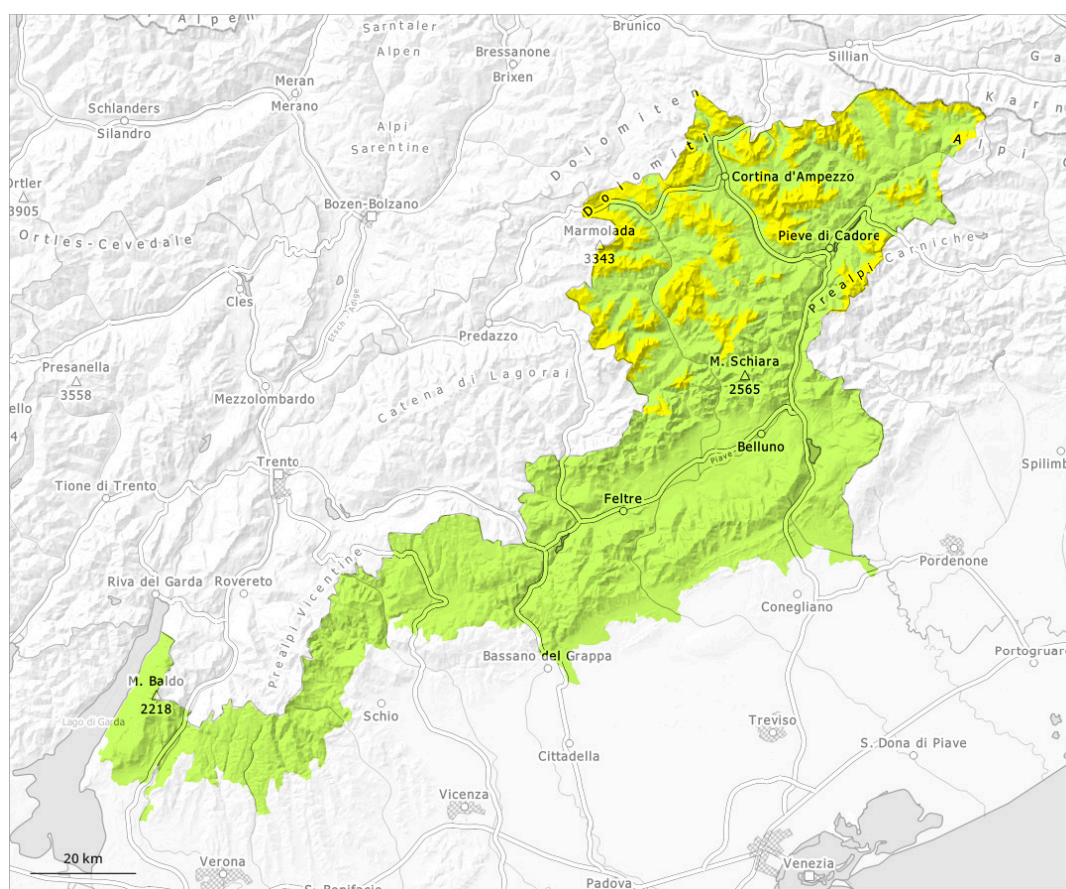 Alpen
Sarntaler
Alpen
Brunico
Sillian
G a
Bressanone
Brixen
Meran
Merano
Schlanders
Silandro
Alpi
Sarentine
K a r n
A l p i
D o l o m i t e n
D o l o m i t i
Cortina d'Ampezzo
Ortler
3905
Bozen-Bolzano
Ortles-Cevedale
Marmolada
3343
Pieve di Cadore
Prealpi Carniche
Cles
Etsch - Adige
Predazzo
Presanella
3558
ello
4
Mezzolombardo
Catena di Lagorai
M. Schiara
2565
Belluno
Piave
Trento
Spilimb
Tione di Trento
Feltre
Pordenone
Riva del Garda
Rovereto
Prealpi Vicentine
Conegliano
Bassano del Grappa
Portogruaro
M. Baldo
2218
Lago di Garda
Schio
Treviso
Cittadella
S. Dona di Piave
Vicenza
20 km
Verona
Venezia
S. Bonifacio
Padova